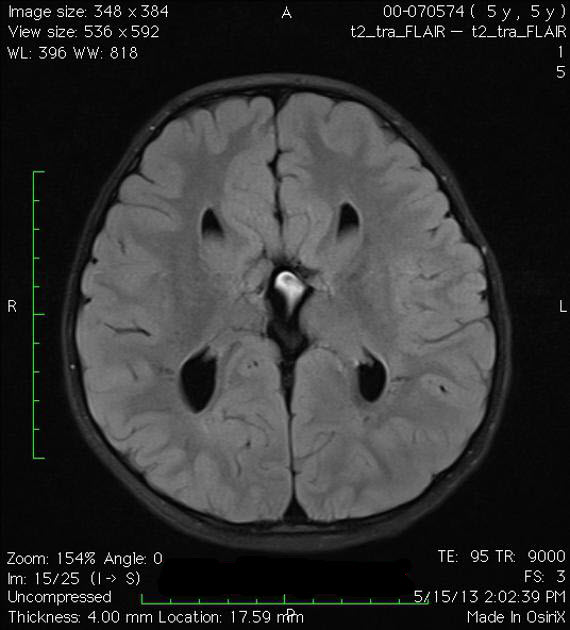 Image size: 348 x 384
View size: 536 x 592
WL: 396 WW: 818
A
00-070574 ( 5 y , 5 y )
t2_tra_FLAIR — t2_tra_FLAIR
1
5
R
L
Zoom: 154% Angle: 0
Im: 15/25 (I-> S)
Uncompressed
Thickness: 4.00 mm Location: 17.59 mm
P
TE: 95 TR: 9000
FS: 3
5/15/13 2:02:39 PM
Made In OsiriX